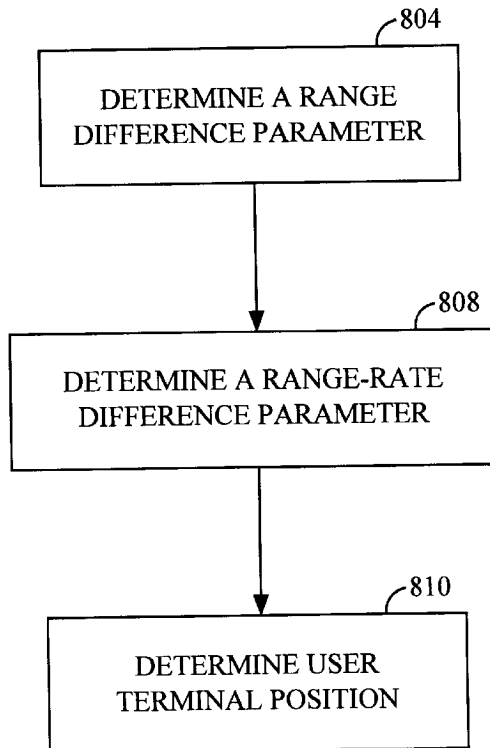 804
DETERMINE A RANGE
DIFFERENCE PARAMETER
808
DETERMINE A RANGE-RATE
DIFFERENCE PARAMETER
810
DETERMINE USER
TERMINAL POSITION